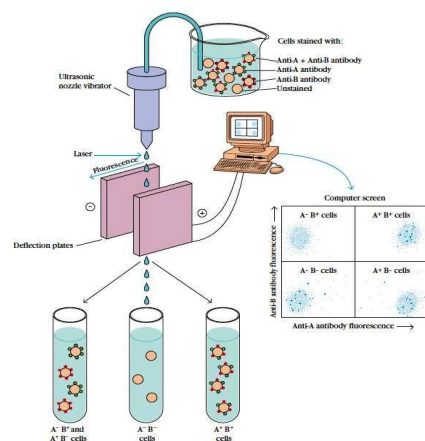 Cells stained with:
Anti-A + Anti-B antibody
Anti-A antibody
Anti-B antibody
Unstained
Ultrasonic
nozzle vibrator
Laser
Fluorescence
−
+
Deflection plates
Computer screen
A− B+ cells
A+ B+ cells
A− B− cells
A+ B− cells
Anti-B antibody fluorescence
Anti-A antibody fluorescence
A− B+ and
A+ B− cells
A− B−
cells
A+ B+
cells